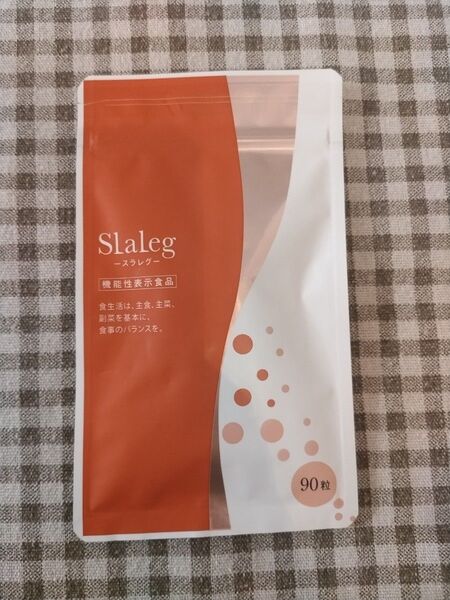 Slaleg
ースラレグー
機能性表示食品
食生活は、主食、主菜、
副菜を基本に、
食事のバランスを。
90粒